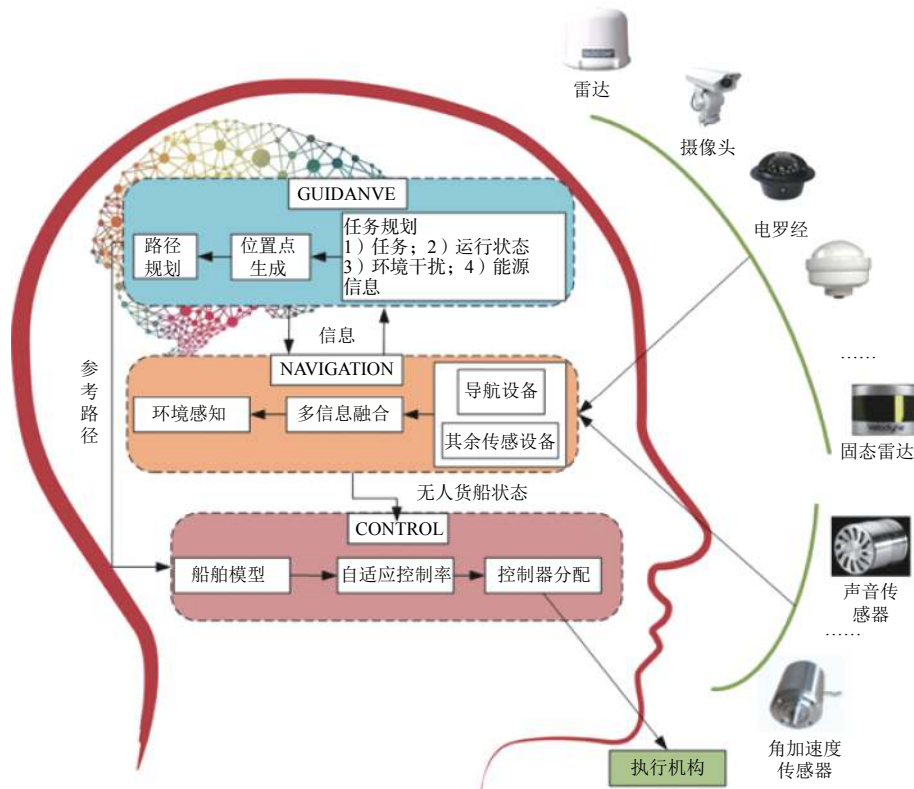 雷达
摄像头
电罗经
……
固态雷达
声音传
感器
……
角加速度
传感器
GUIDANVE
路径
规划
位置点
生成
任务规划
1）任务；2）运行状态
3）环境干扰；4）能源
信息
信息
参
考
路
径
NAVIGATION
环境感知
多信息融合
导航设备
其余传感设备
无人货船状态
CONTROL
船舶模型
自适应控制率
控制器分配
执行机构
Velodyne